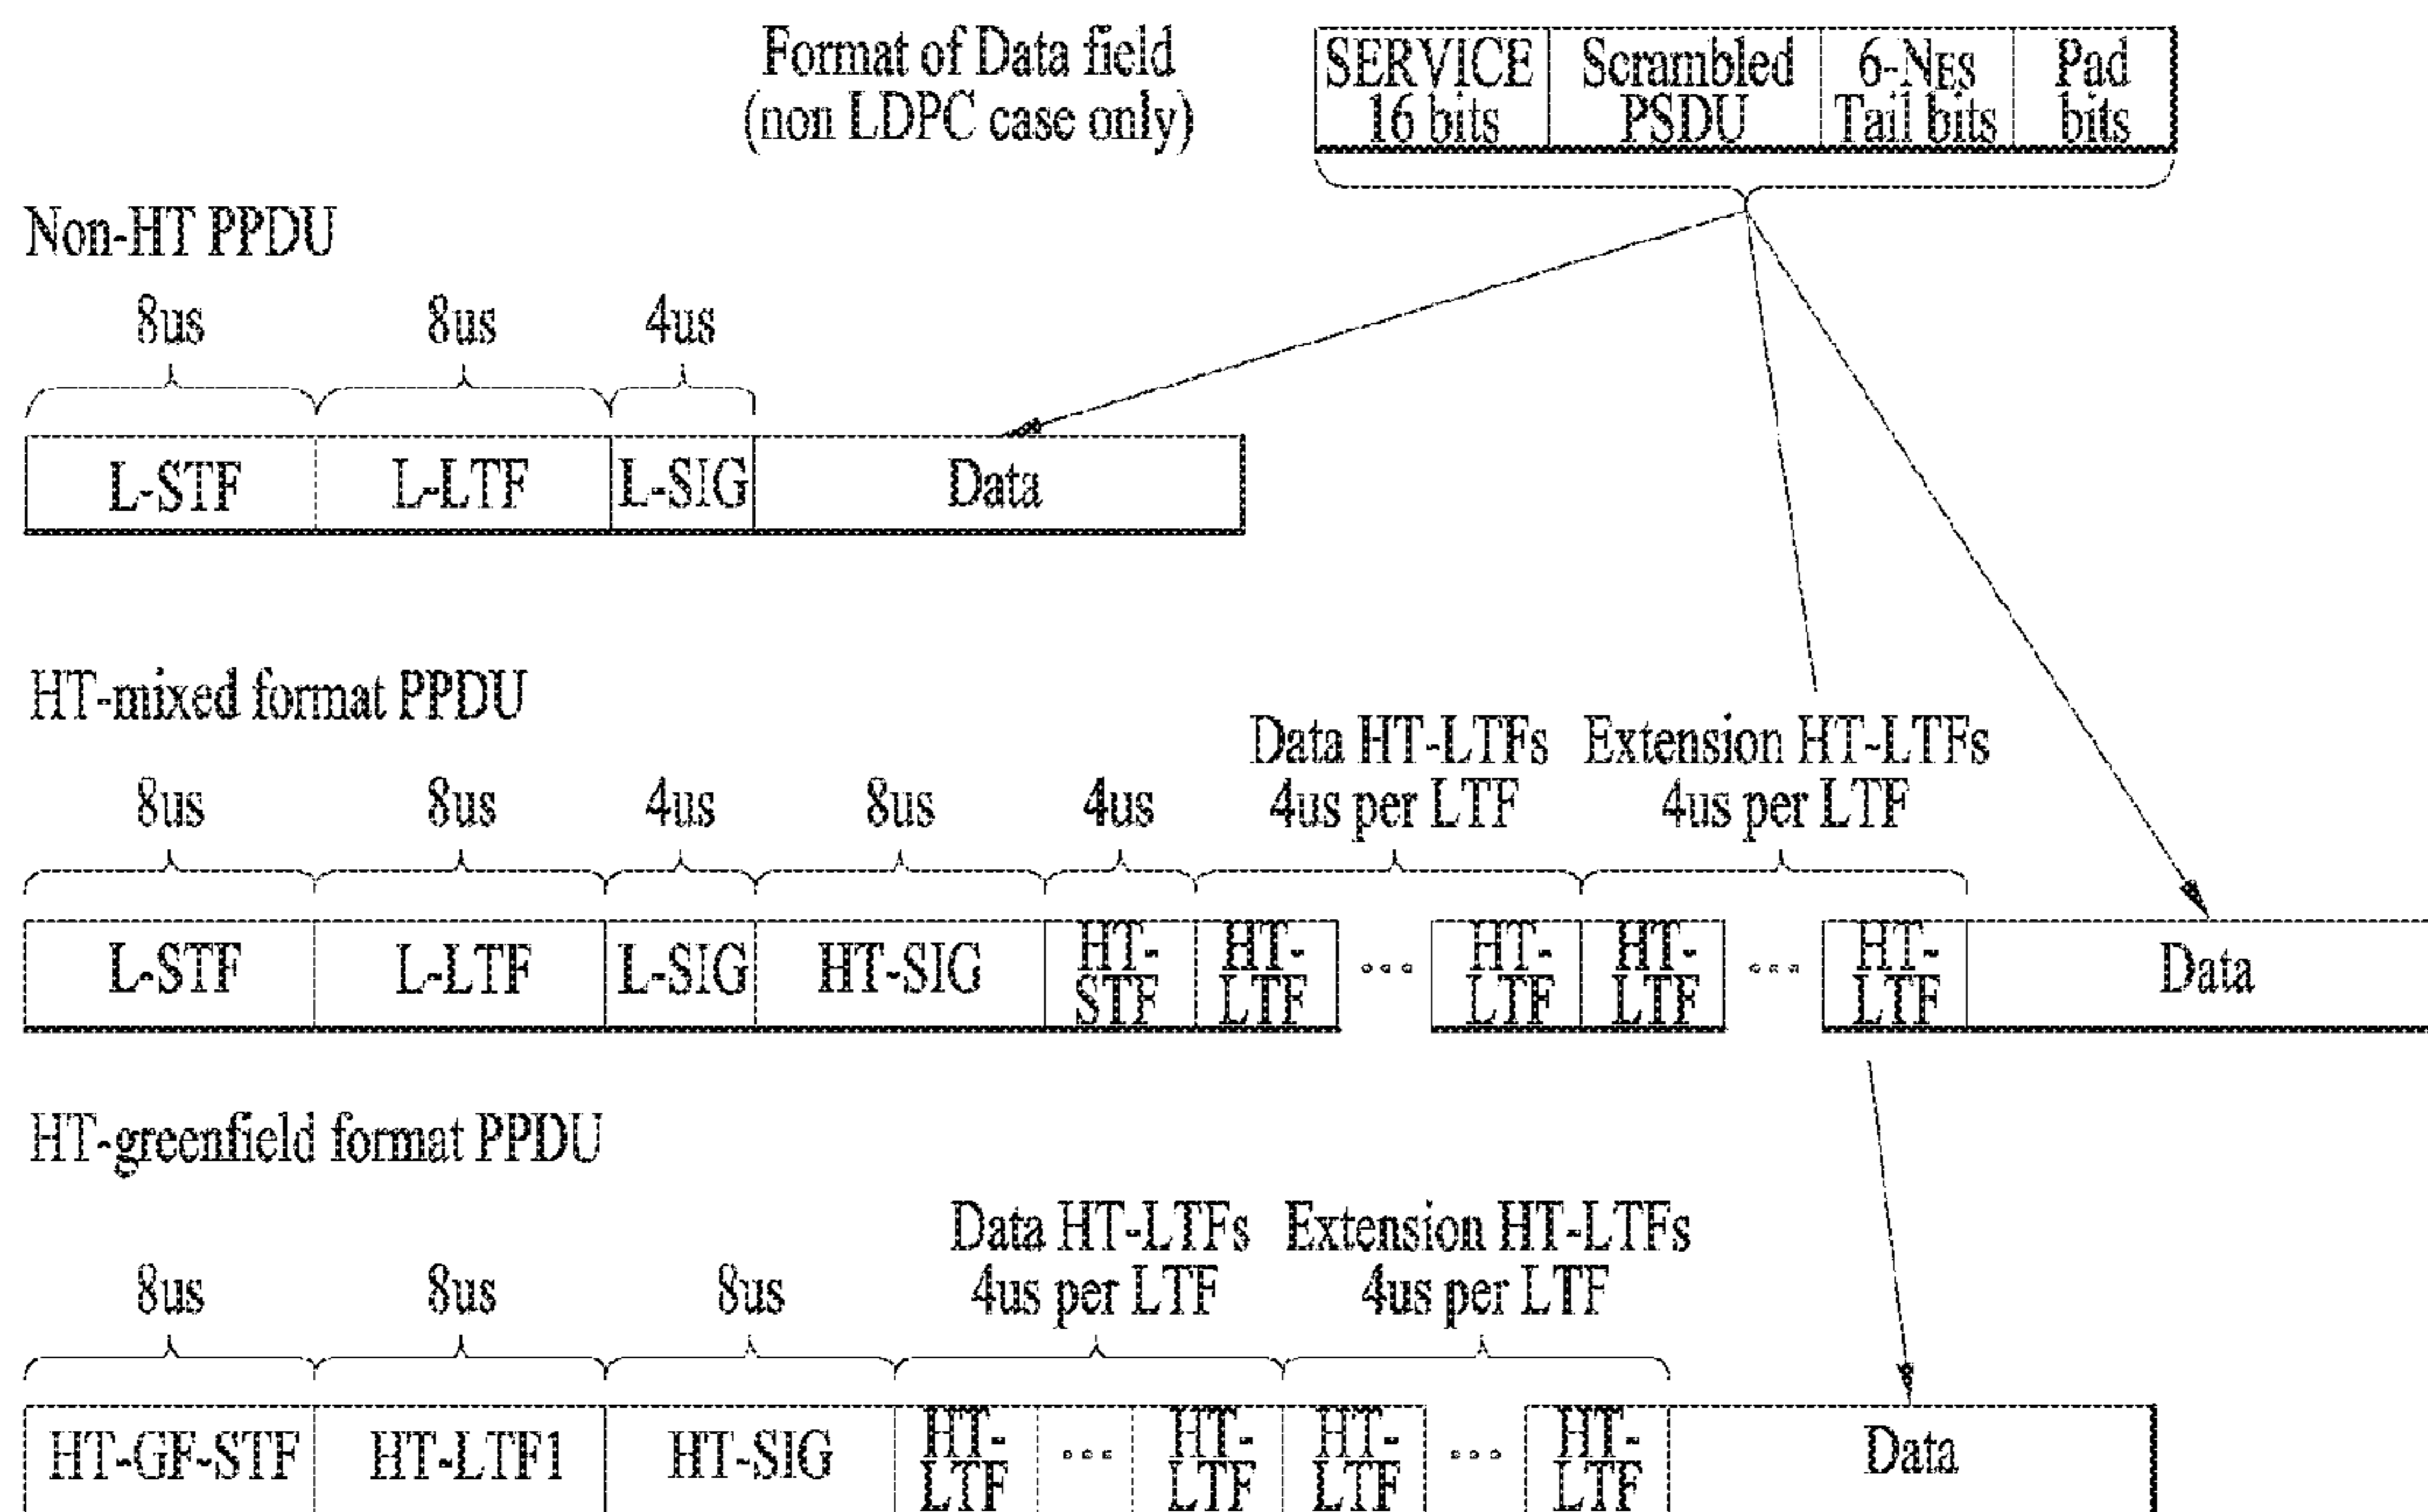 Format of Data field
(non LDPC case only)
SERVICE
16 bits
Scrambled
PSDU
6-NES
Tail bits
Pad
bits
Non-HT PPDU
8us
8us
4us
L-STF
L-LTF
L-SIG
Data
HT-mixed format PPDU
Data HT-LTFs
4us per LTF
Extension HT-LTFs
4us per LTF
8us
8us
4us
8us
4us
L-STF
L-LTF
L-SIG
HT-SIG
HT-
STF
HT-
LTF
...
HT-
LTF
HT-
LTF
...
HT-
LTF
Data
HT-greenfield format PPDU
Data HT-LTFs
4us per LTF
Extension HT-LTFs
4us per LTF
8us
8us
8us
HT-GF-STF
HT-LTF1
HT-SIG
HT-
LTF
...
HT-
LTF
HT-
LTF
...
HT-
LTF
Data